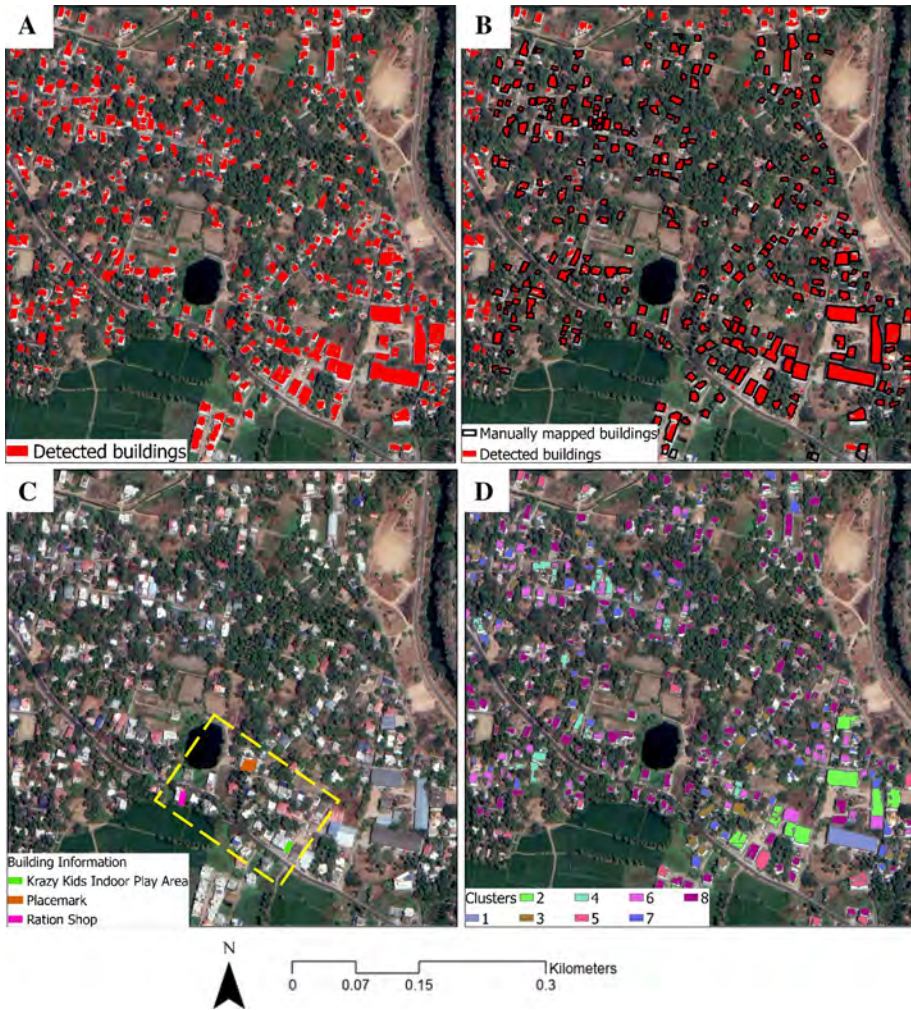 A
B
Detected buildings
Manually mapped buildings
Detected buildings
C
D
Building Information
Krazy Kids Indoor Play Area
Placemark
Ration Shop
Clusters 2 4 6 8
1 3 5 7
N
Kilometers
0 0.07 0.15 0.3